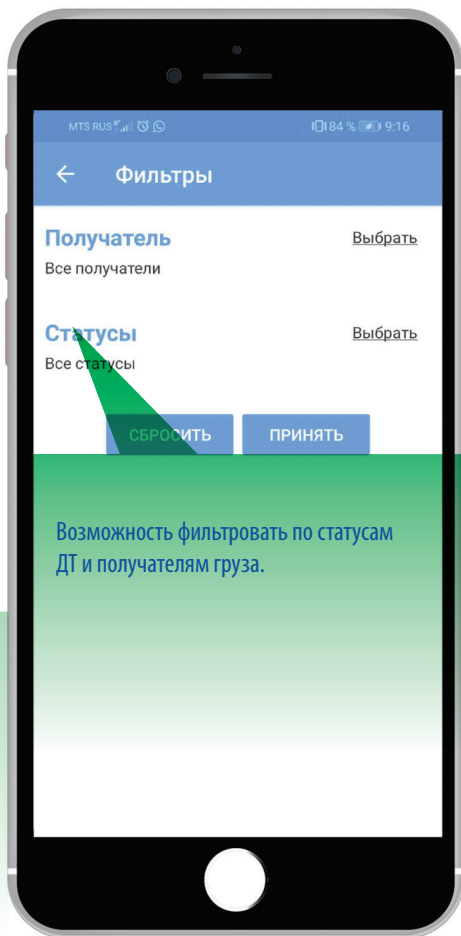 MTS RUS 84 % 9:16
Фильтры
Получатель Выбрать
Все получатели
Статусы Выбрать
Все статусы
СБРОСИТЬ ПРИНЯТЬ
Возможность фильтровать по статусам
ДТ и получателям груза.